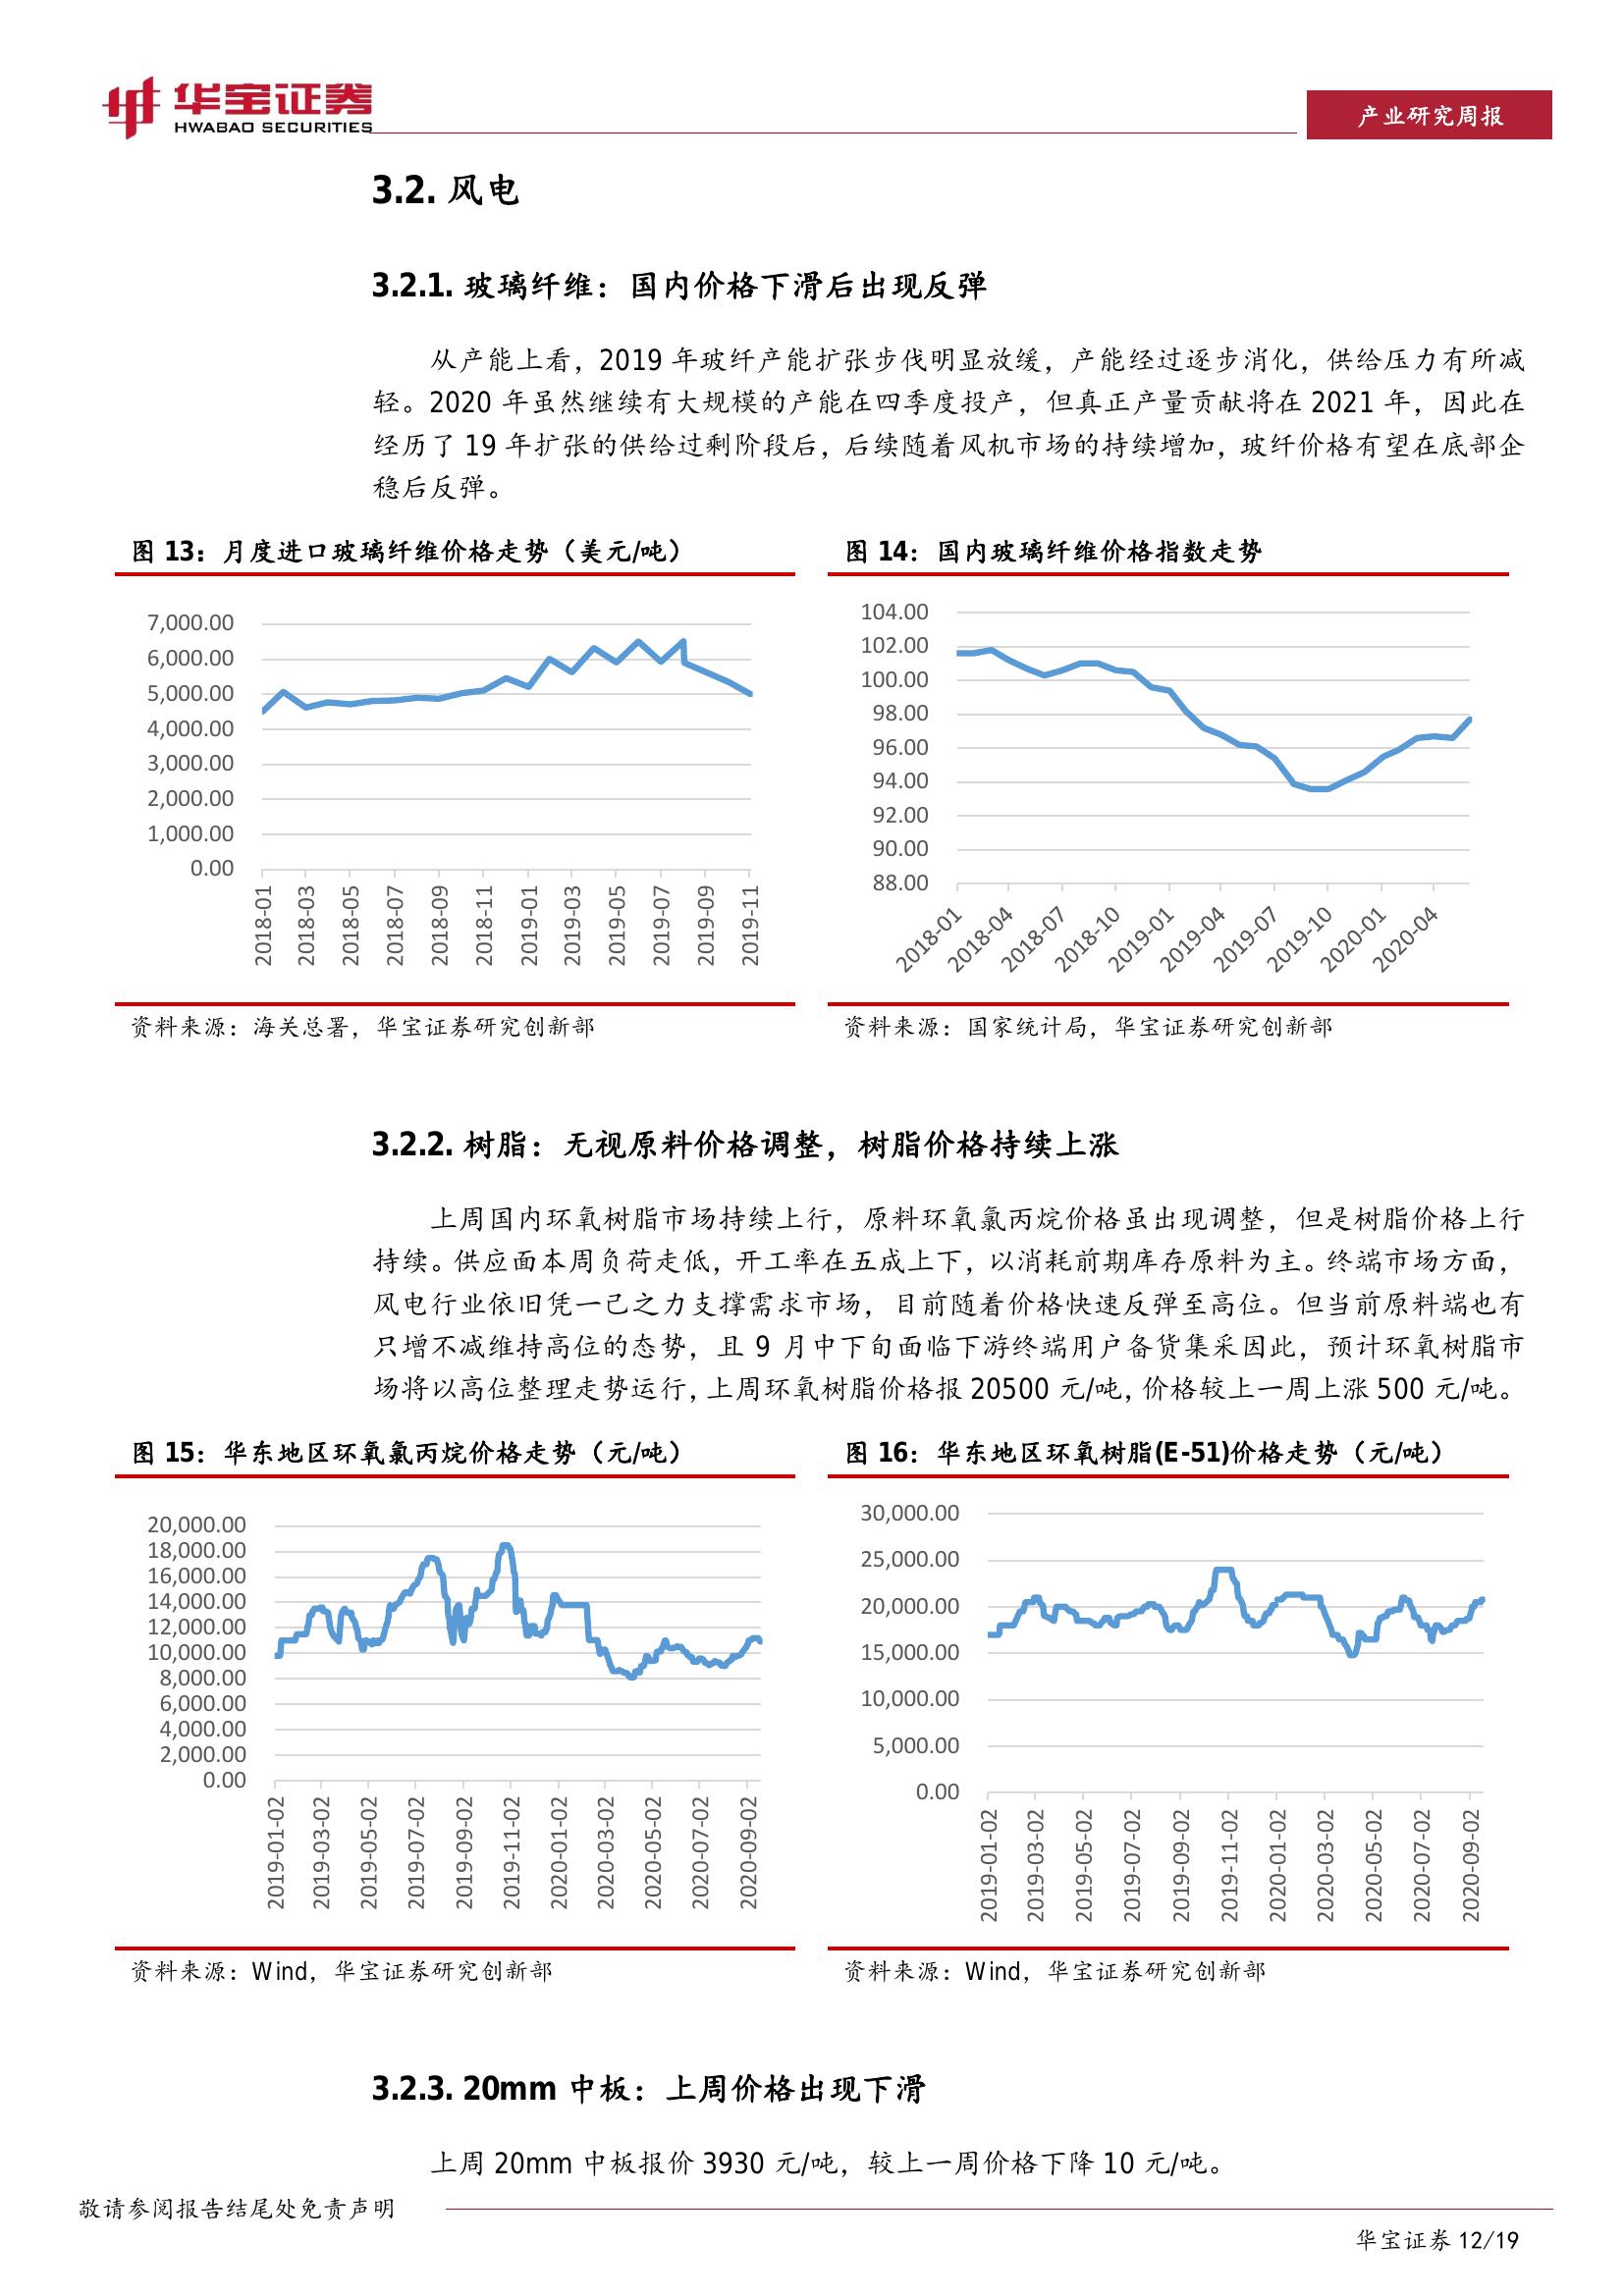 华宝证券
HWABAO SECURITIES
产业研究周报
3.2. 风电
3.2.1. 玻璃纤维：国内价格下滑后出现反弹
从产能上看，2019 年玻纤产能扩张步伐明显放缓，产能经过逐步消化，供给压力有所减
轻。2020 年虽然继续有大规模的产能在四季度投产，但真正产量贡献将在 2021 年，因此在
经历了 19 年扩张的供给过剩阶段后，后续随着风机市场的持续增加，玻纤价格有望在底部企
稳后反弹。
图 13：月度进口玻璃纤维价格走势（美元/吨）
7,000.00
6,000.00
5,000.00
4,000.00
3,000.00
2,000.00
1,000.00
0.00
2018-01
2018-03
2018-05
2018-07
2018-09
2018-11
2019-01
2019-03
2019-05
2019-07
2019-09
2019-11
资料来源：海关总署，华宝证券研究创新部
图 14：国内玻璃纤维价格指数走势
104.00
102.00
100.00
98.00
96.00
94.00
92.00
90.00
88.00
2018-01
2018-04
2018-07
2018-10
2019-01
2019-04
2019-07
2019-10
2020-01
2020-04
资料来源：国家统计局，华宝证券研究创新部
3.2.2. 树脂：无视原料价格调整，树脂价格持续上涨
上周国内环氧树脂市场持续上行，原料环氧氯丙烷价格虽出现调整，但是树脂价格上行
持续。供应面本周负荷走低，开工率在五成上下，以消耗前期库存原料为主。终端市场方面，
风电行业依旧凭一己之力支撑需求市场，目前随着价格快速反弹至高位。但当前原料端也有
只增不减维持高位的态势，且 9 月中下旬面临下游终端用户备货集采因此，预计环氧树脂市
场将以高位整理走势运行，上周环氧树脂价格报 20500 元/吨，价格较上一周上涨 500 元/吨。
图 15：华东地区环氧氯丙烷价格走势（元/吨）
20,000.00
18,000.00
16,000.00
14,000.00
12,000.00
10,000.00
8,000.00
6,000.00
4,000.00
2,000.00
0.00
2019-01-02
2019-03-02
2019-05-02
2019-07-02
2019-09-02
2019-11-02
2020-01-02
2020-03-02
2020-05-02
2020-07-02
2020-09-02
资料来源：Wind，华宝证券研究创新部
图 16：华东地区环氧树脂(E-51)价格走势（元/吨）
30,000.00
25,000.00
20,000.00
15,000.00
10,000.00
5,000.00
0.00
2019-01-02
2019-03-02
2019-05-02
2019-07-02
2019-09-02
2019-11-02
2020-01-02
2020-03-02
2020-05-02
2020-07-02
2020-09-02
资料来源：Wind，华宝证券研究创新部
3.2.3. 20mm 中板：上周价格出现下滑
上周 20mm 中板报价 3930 元/吨，较上一周价格下降 10 元/吨。
敬请参阅报告结尾处免责声明
华宝证券 12/19